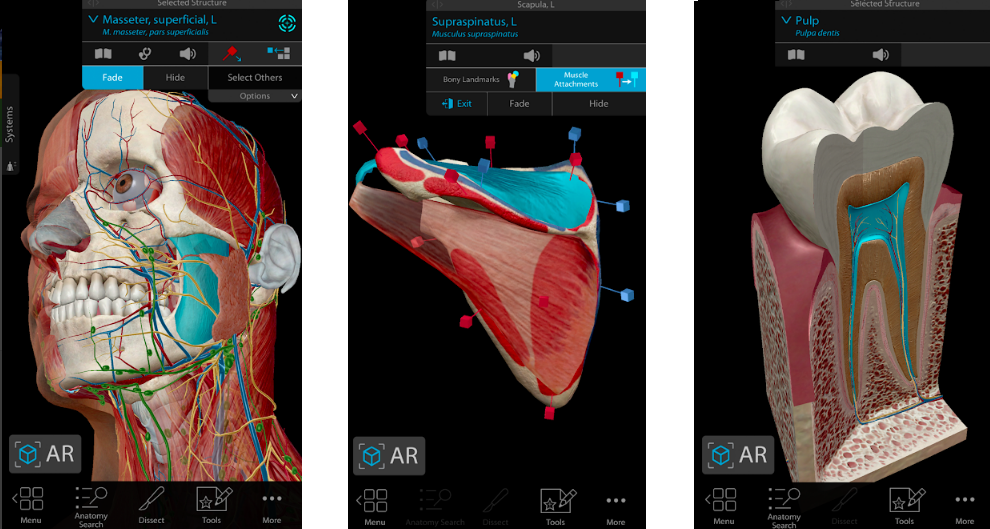 Selected Structure
Masseter, superficial, L
M. masseter, pars superficialis
Fade
Hide
Select Others
Options
Systems
AR
Menu
Anatomy
Search
Dissect
Tools
More
Scapula, L
Supraspinatus, L
Musculus supraspinatus
Bony Landmarks
Muscle
Attachments
Exit
Fade
Hide
AR
Menu
Anatomy Search
Dissect
Tools
More
Selected Structure
Pulp
Pulpa dentis
AR
Menu
Anatomy
Search
Dissect
Tools
More